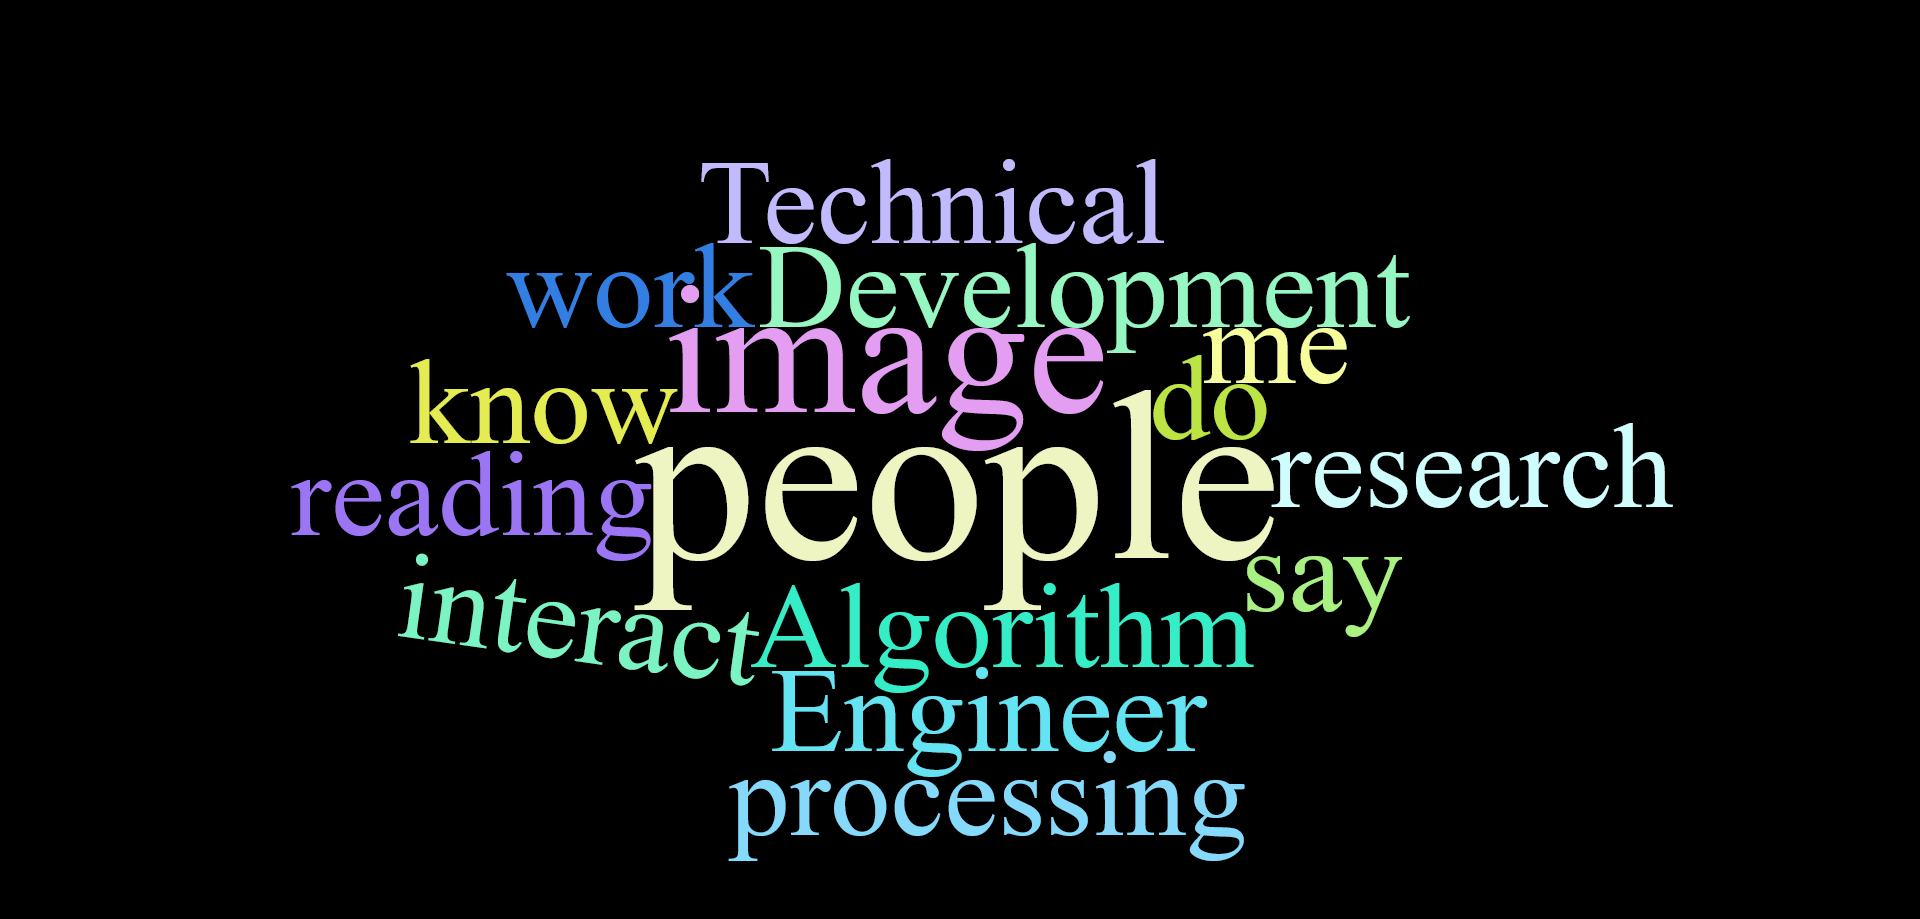 Technical
work Development
image me
know do
people
reading research
interact Algorithm say
Engineer
processing